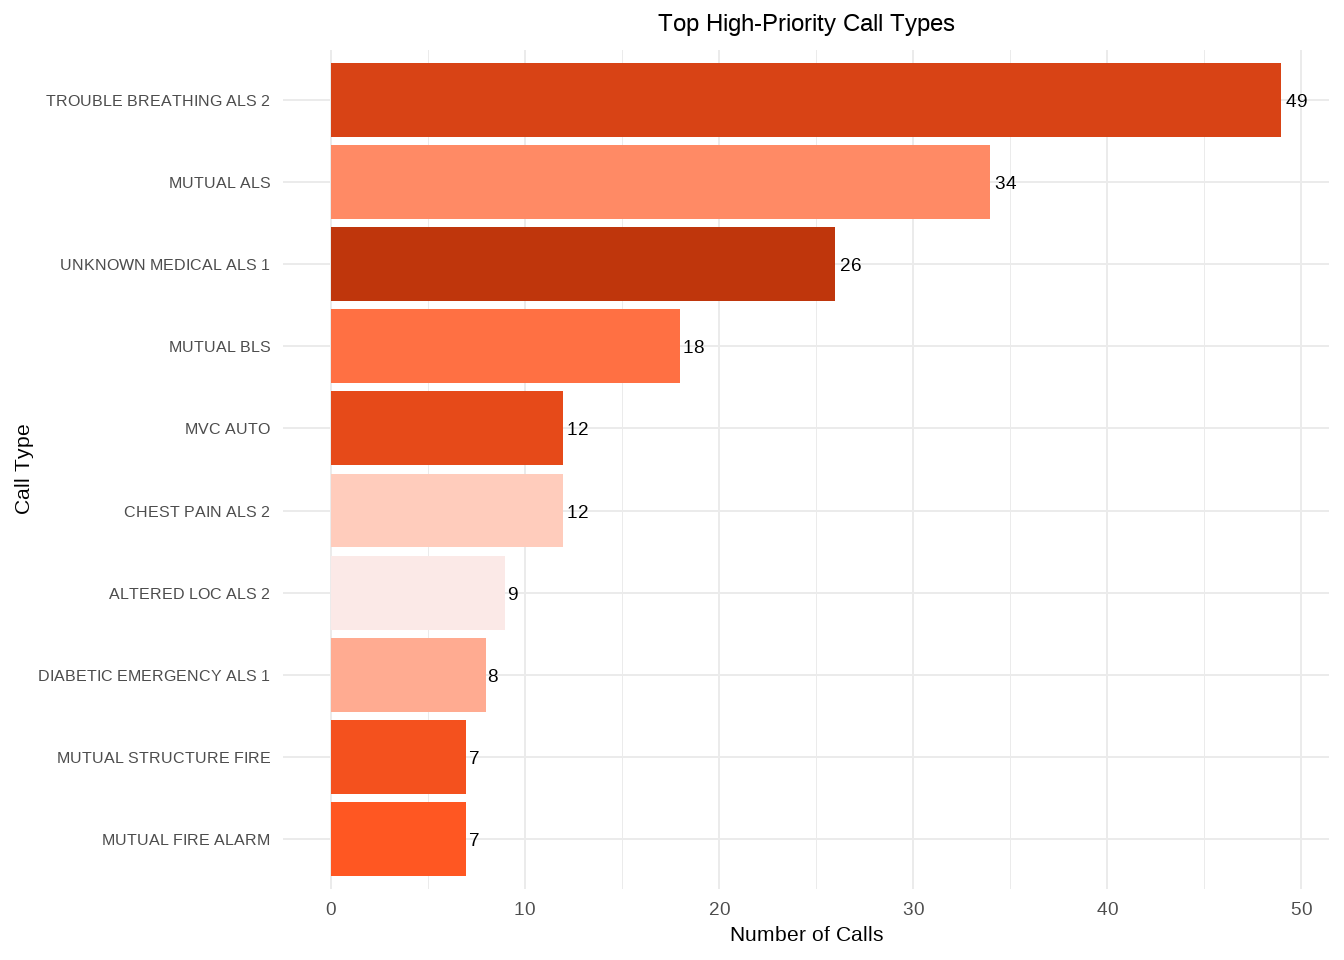 Top High-Priority Call Types
Call Type
TROUBLE BREATHING ALS 2
49
MUTUAL ALS
34
UNKNOWN MEDICAL ALS 1
26
MUTUAL BLS
18
MVC AUTO
12
CHEST PAIN ALS 2
12
ALTERED LOC ALS 2
9
DIABETIC EMERGENCY ALS 1
8
MUTUAL STRUCTURE FIRE
7
MUTUAL FIRE ALARM
7
0 10 20 30 40 50
Number of Calls